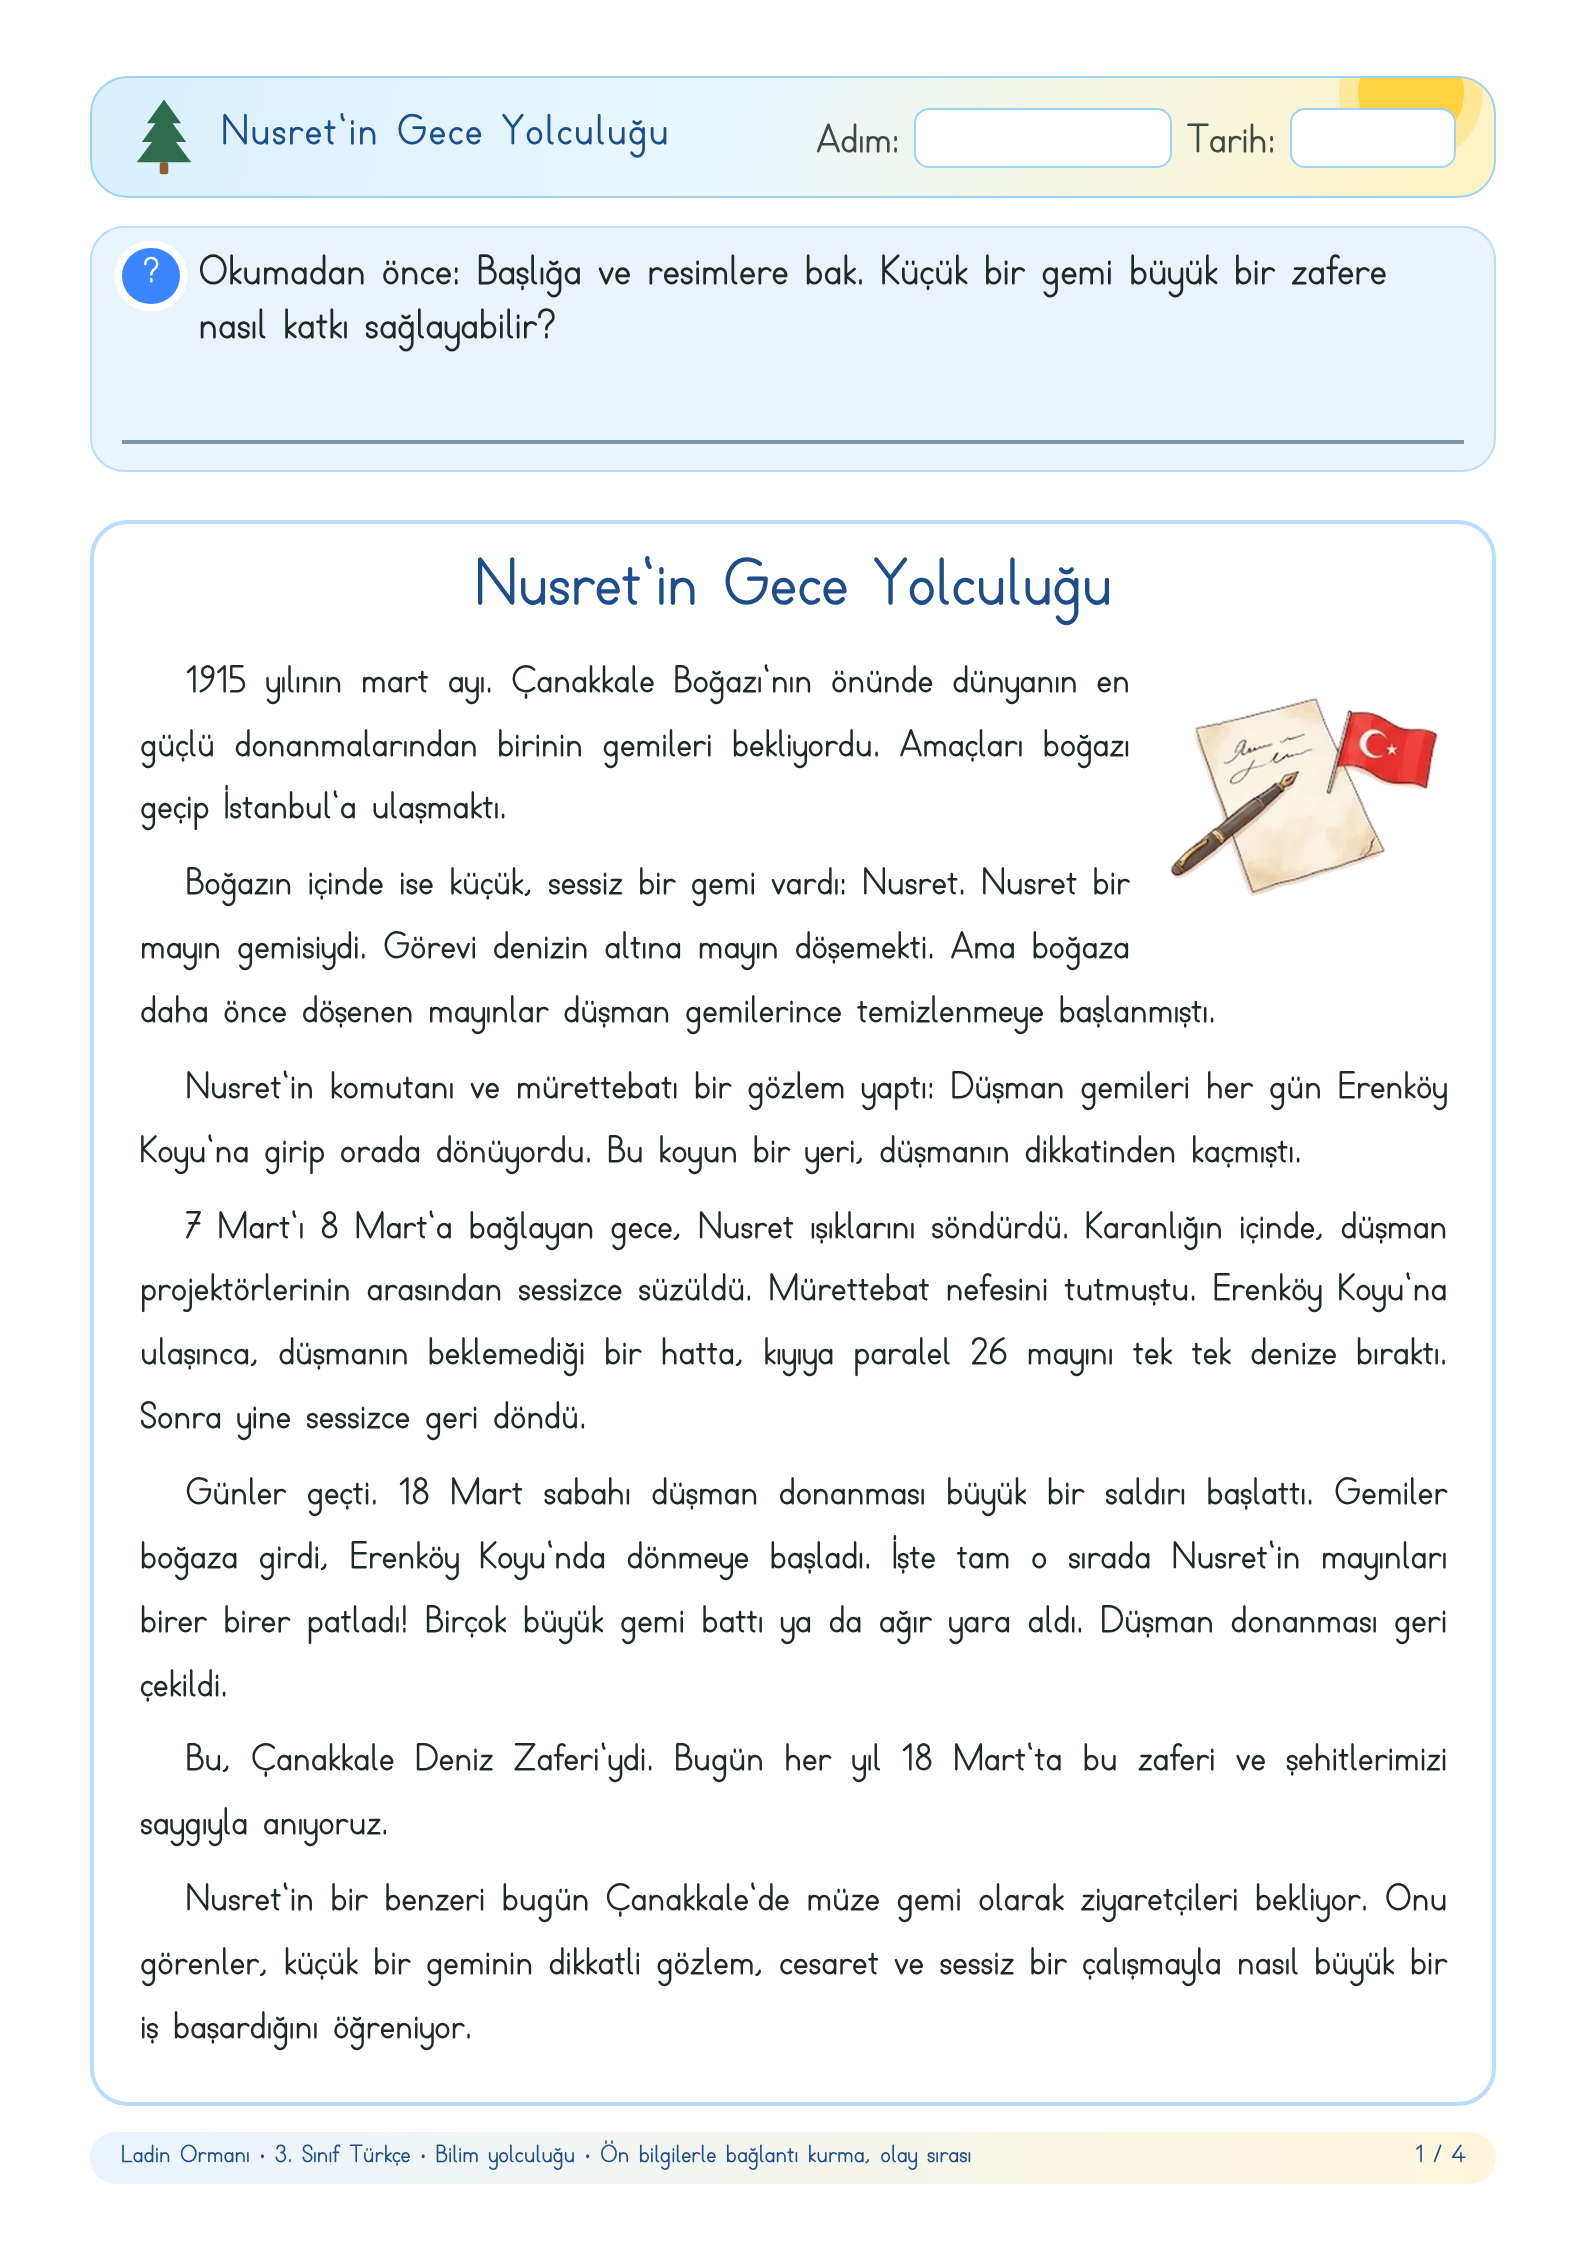 Nusret'in Gece Yolculuğu
Adım:
Tarih:
?
Okumadan önce: Başlığa ve resimlere bak. Küçük bir gemi büyük bir zafere
nasıl katkı sağlayabilir?
Nusret'in Gece Yolculuğu
1915 yılının mart ayı. Çanakkale Boğazı'nın önünde dünyanın en
güçlü donanmalarından birinin gemileri bekliyordu. Amaçları boğazı
geçip İstanbul'a ulaşmaktı.
Boğazın içinde ise küçük, sessiz bir gemi vardı: Nusret. Nusret bir
mayın gemisiydi. Görevi denizin altına mayın döşemekti. Ama boğaza
daha önce döşenen mayınlar düşman gemilerince temizlenmeye başlanmıştı.
Nusret'in komutanı ve mürettebatı bir gözlem yaptı: Düşman gemileri her gün Erenköy
Koyu'na girip orada dönüyordu. Bu koyun bir yeri, düşmanın dikkatinden kaçmıştı.
7 Mart'ı 8 Mart'a bağlayan gece, Nusret ışıklarını söndürdü. Karanlığın içinde, düşman
projektörlerinin arasından sessizce süzüldü. Mürettebat nefesini tutmuştu. Erenköy Koyu'na
ulaşınca, düşmanın beklemediği bir hatta, kıyıya paralel 26 mayını tek tek denize bıraktı.
Sonra yine sessizce geri döndü.
Günler geçti. 18 Mart sabahı düşman donanması büyük bir saldırı başlattı. Gemiler
boğaza girdi, Erenköy Koyu'nda dönmeye başladı. İşte tam o sırada Nusret'in mayınları
birer birer patladı! Birçok büyük gemi battı ya da ağır yara aldı. Düşman donanması geri
çekildi.
Bu, Çanakkale Deniz Zaferi'ydi. Bugün her yıl 18 Mart'ta bu zaferi ve şehitlerimizi
saygıyla anıyoruz.
Nusret'in bir benzeri bugün Çanakkale'de müze gemi olarak ziyaretçileri bekliyor. Onu
görenler, küçük bir geminin dikkatli gözlem, cesaret ve sessiz bir çalışmayla nasıl büyük bir
iş başardığını öğreniyor.
Ladin Ormanı • 3. Sınıf Türkçe • Bilim yolculuğu • Ön bilgilerle bağlantı kurma, olay sırası
1 / 4